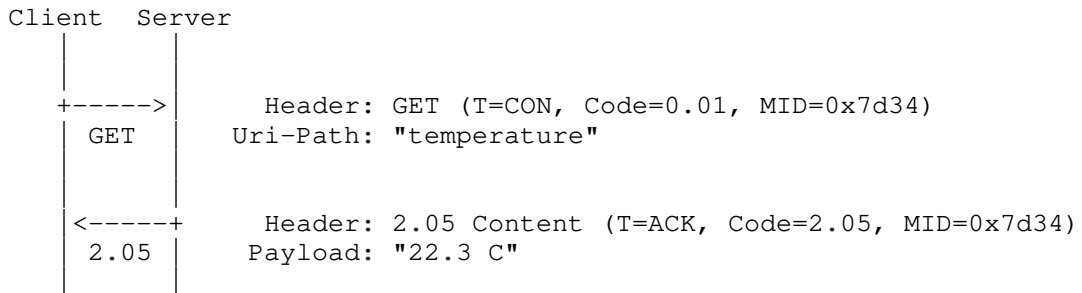 Client Server
+----->| Header: GET (T=CON, Code=0.01, MID=0x7d34)
| GET | Uri-Path: "temperature"
|<-----+ Header: 2.05 Content (T=ACK, Code=2.05, MID=0x7d34)
| 2.05 | Payload: "22.3 C"